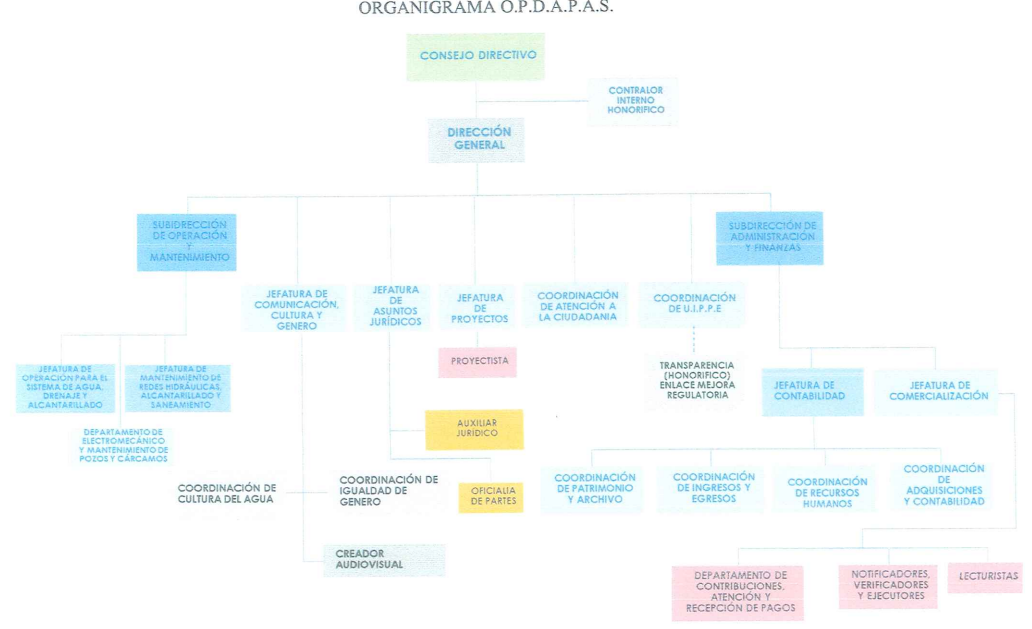 ORGANIGRAMA O.P.D.A.P.A.S.
CONSEJO DIRECTIVO
CONTRALOR
INTERNO
HONORIFICO
DIRECCIÓN
GENERAL
SUBIDRECCIÓN
DE OPERACIÓN
Y
MANTENIMIENTO
SUBDIRECCIÓN DE
ADMINISTRACIÓN
Y FINANZAS
JEFATURA DE
COMUNICACIÓN,
CULTURA Y
GENERO
JEFATURA
DE
ASUNTOS
JURÍDICOS
JEFATURA
DE
PROYECTOS
COORDINACIÓN
DE ATENCIÓN A
LA CIUDADANIA
COORDINACIÓN
DE U.I.P.P.E
PROYECTISTA
TRANSPARENCIA
(HONORIFICO)
ENLACE MEJORA
REGULATORIA
JEFATURA DE
OPERACIÓN PARA EL
SISTEMA DE AGUA,
DRENAJE Y
ALCANTARILLADO
JEFATURA DE
MANTENIMIENTO DE
REDES HIDRÁULICAS,
ALCANTARILLADO Y
SANEAMIENTO
JEFATURA DE
CONTABILIDAD
JEFATURA DE
COMERCIALIZACIÓN
DEPARTAMENTO DE
ELECTROMECÁNICO
Y MANTENIMIENTO DE
POZOS Y CÁRCAMOS
AUXILIAR
JURÍDICO
COORDINACIÓN DE
CULTURA DEL AGUA
COORDINACIÓN DE
IGUALDAD DE
GENERO
OFICIALIA
DE PARTES
COORDINACIÓN
DE PATRIMONIO
Y ARCHIVO
COORDINACIÓN
DE INGRESOS Y
EGRESOS
COORDINACIÓN
DE RECURSOS
HUMANOS
COORDINACIÓN
DE
ADQUISICIONES
Y CONTABILIDAD
CREADOR
AUDIOVISUAL
DEPARTAMENTO DE
CONTRIBUCIONES,
ATENCIÓN Y
RECEPCIÓN DE PAGOS
NOTIFICADORES,
VERIFICADORES
Y EJECUTORES
LECTURISTAS